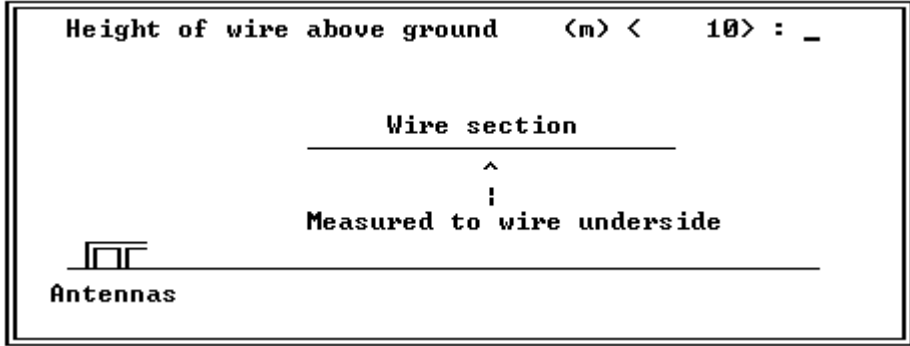 Height of wire above ground (m) < 10> : _
Wire section
^
¦
Measured to wire underside
Antennas